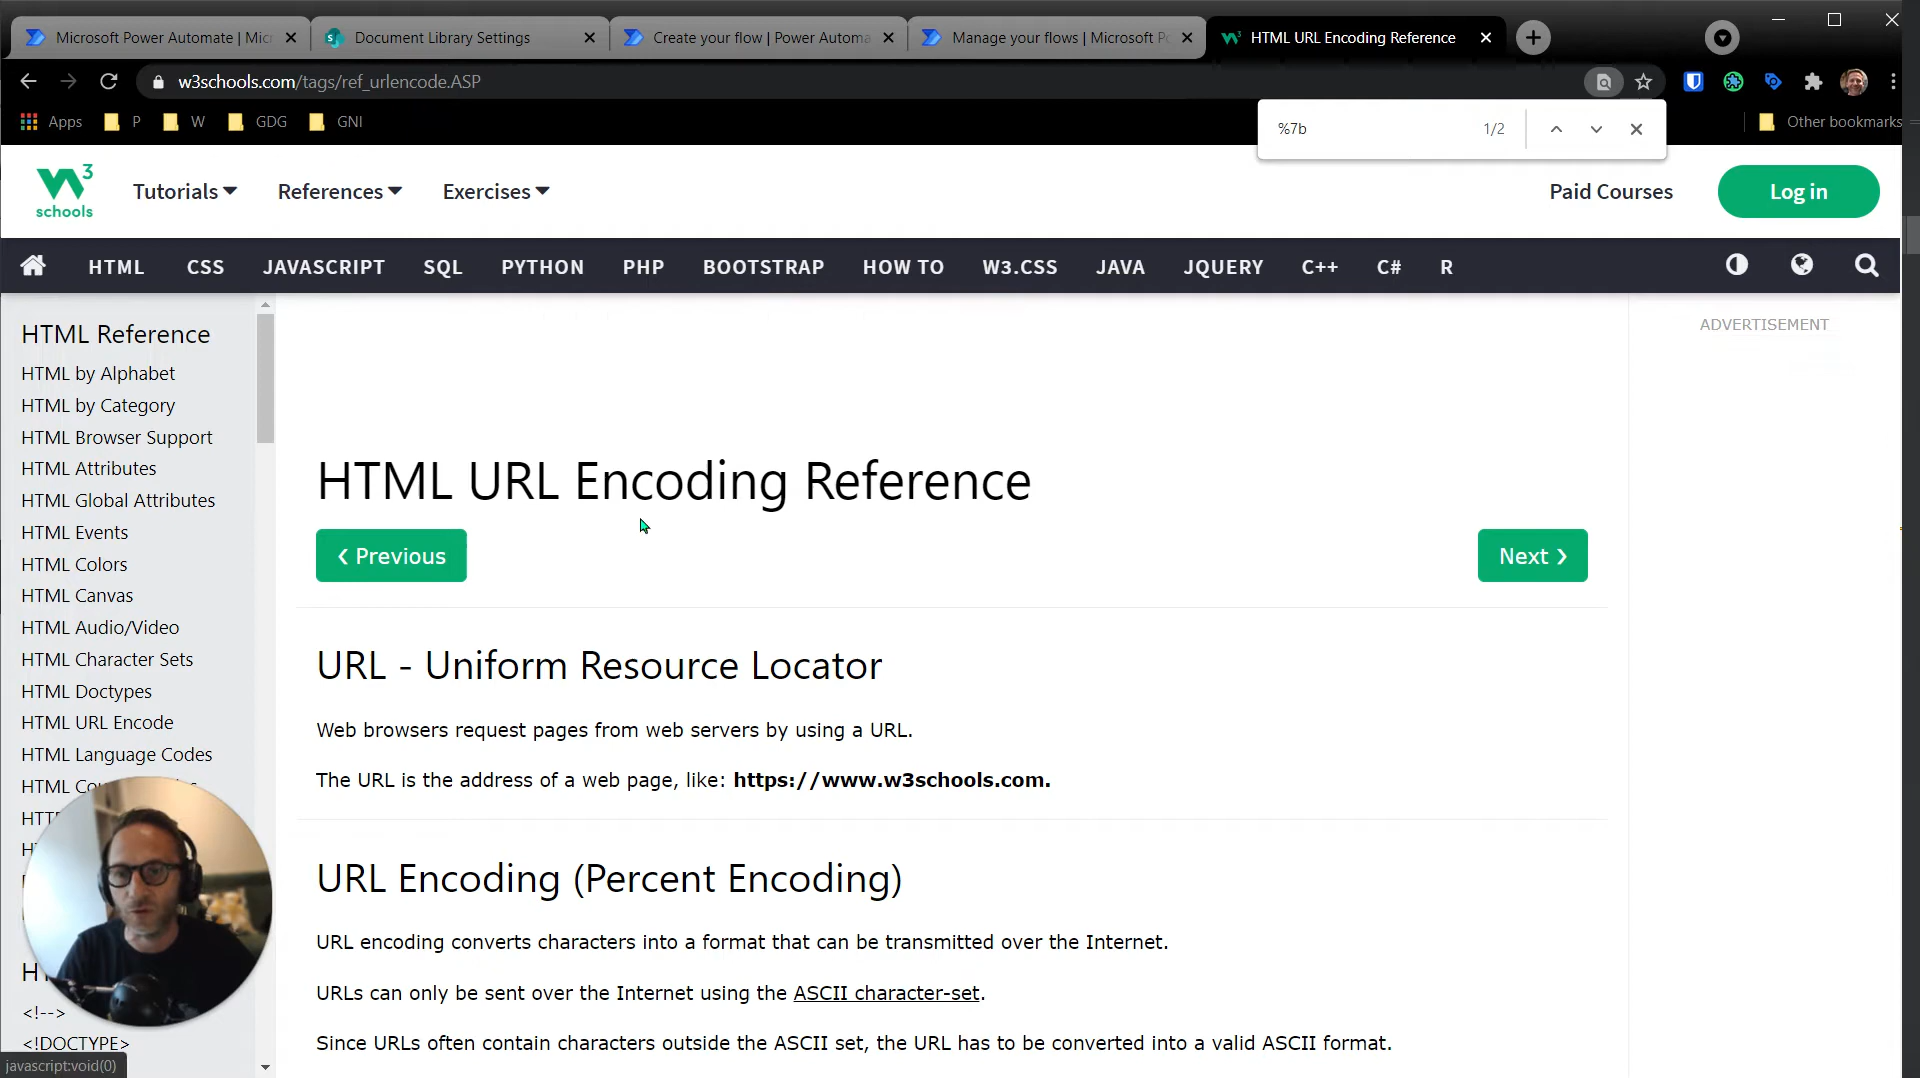 Microsoft Power Automate | Mic
Document Library Settings
Create your flow | Power Automa
Manage your flows | Microsoft Po
HTML URL Encoding Reference
w3schools.com/tags/ref_urlencode.ASP
Apps
P
W
GDG
GNI
Other bookmarks
%7b
1/2
W3
schools
Tutorials
References
Exercises
Paid Courses
Log in
HTML
CSS
JAVASCRIPT
SQL
PYTHON
PHP
BOOTSTRAP
HOW TO
W3.CSS
JAVA
JQUERY
C++
C#
R
HTML Reference
HTML by Alphabet
HTML by Category
HTML Browser Support
HTML Attributes
HTML Global Attributes
HTML Events
HTML Colors
HTML Canvas
HTML Audio/Video
HTML Character Sets
HTML Doctypes
HTML URL Encode
HTML Language Codes
<!-->
<!DOCTYPE>
javascript:void(0)
ADVERTISEMENT
HTML URL Encoding Reference
❮ Previous
Next ❯
URL - Uniform Resource Locator
Web browsers request pages from web servers by using a URL.
The URL is the address of a web page, like: https://www.w3schools.com.
URL Encoding (Percent Encoding)
URL encoding converts characters into a format that can be transmitted over the Internet.
URLs can only be sent over the Internet using the ASCII character-set.
Since URLs often contain characters outside the ASCII set, the URL has to be converted into a valid ASCII format.